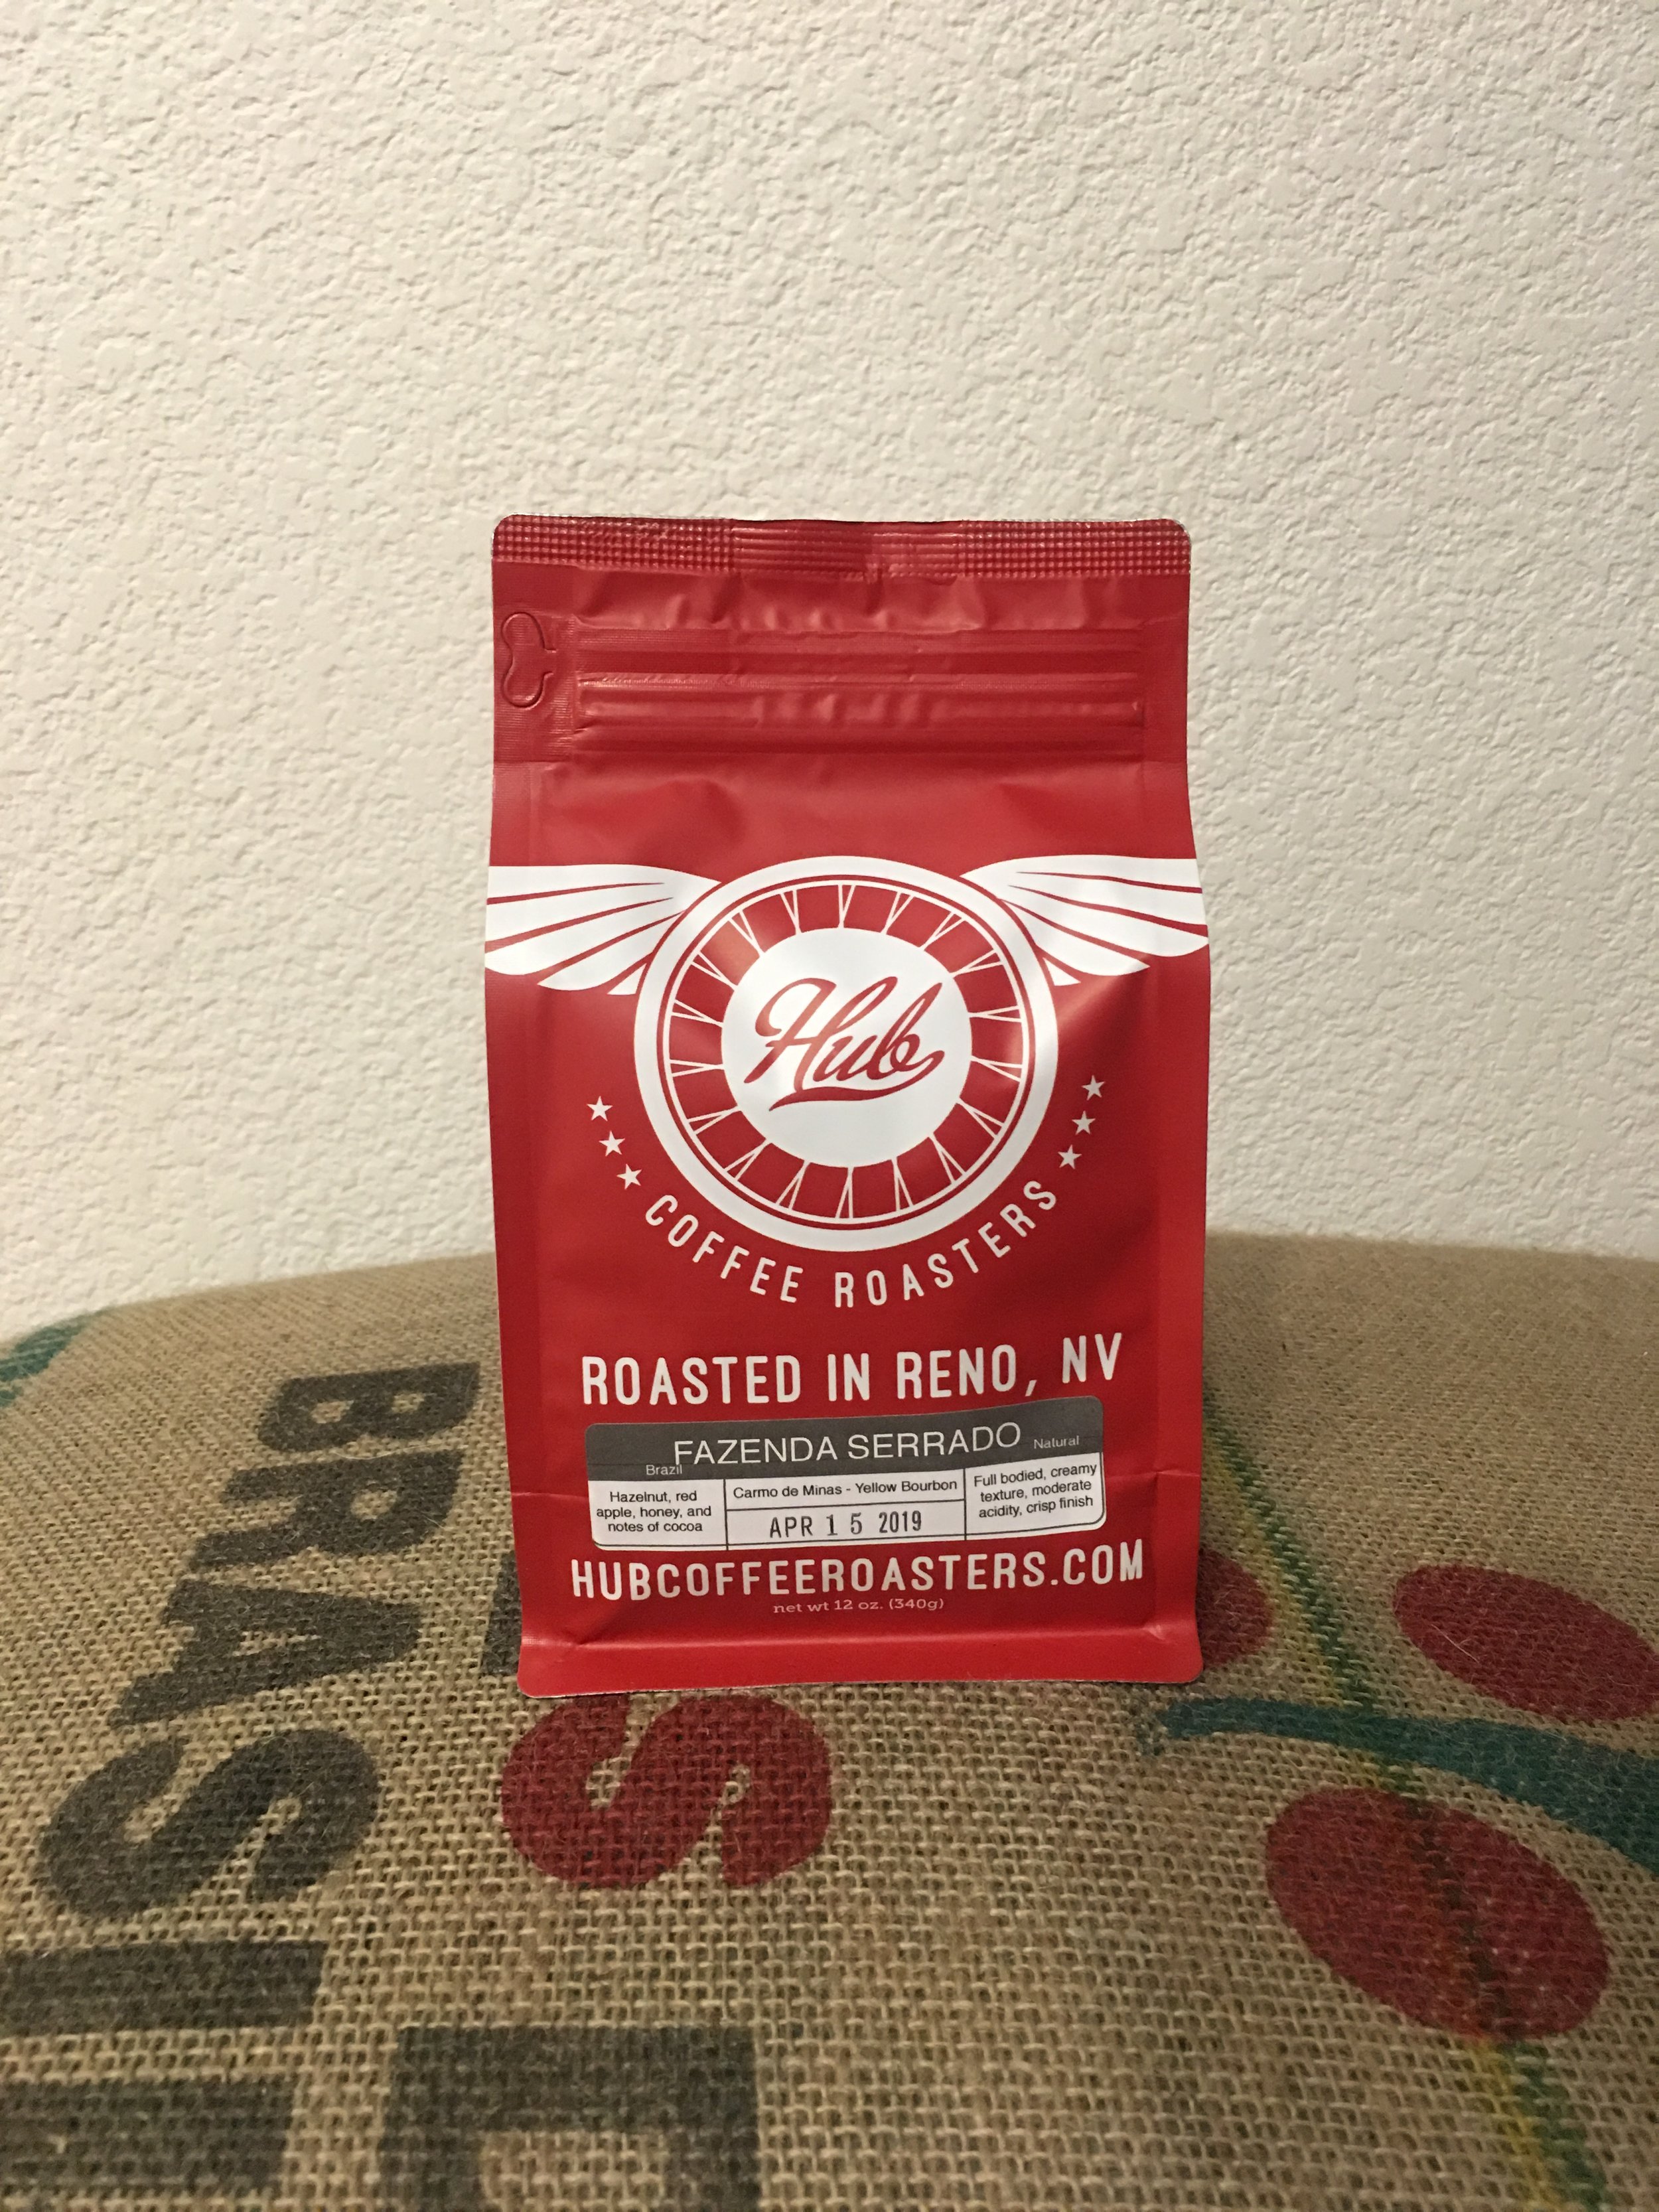 Hub
COFFEE ROASTERS
ROASTED IN RENO, NV
FAZENDA SERRADO
Brazil
Natural
Hazelnut, red
apple, honey, and
notes of cocoa
Carmo de Minas - Yellow Bourbon
APR 15 2019
Full bodied, creamy
texture, moderate
acidity, crisp finish
HUBCOFFEEROASTERS.COM
net wt 12 oz. (340g)
BRASIL
S